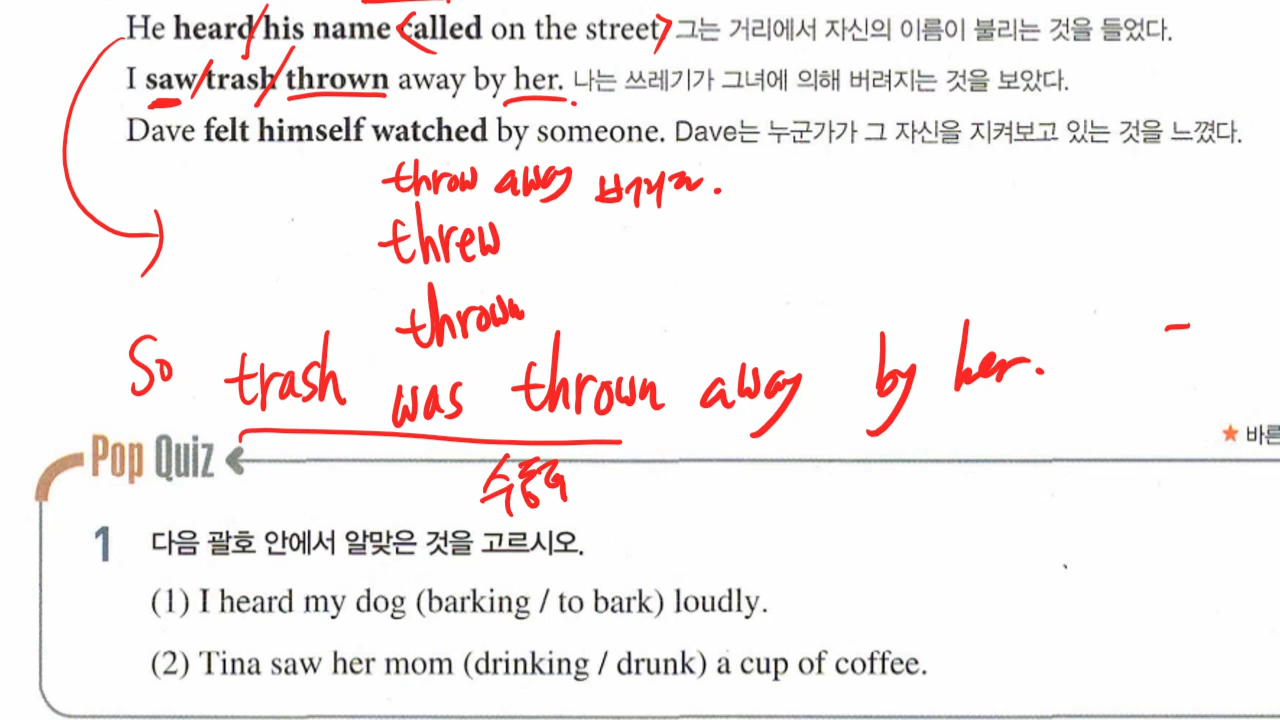 He heard his name called on the street 그는 거리에서 자신의 이름이 불리는 것을 들었다.
I saw trash thrown away by her. 나는 쓰레기가 그녀에 의해 버려지는 것을 보았다.
Dave felt himself watched by someone. Dave는 누군가가 그 자신을 지켜보고 있는 것을 느꼈다.
throw away 버리다.
threw
thrown
So trash was thrown away by her.
Pop Quiz
★ 바른
수동태
1 다음 괄호 안에서 알맞은 것을 고르시오.
(1) I heard my dog (barking / to bark) loudly.
(2) Tina saw her mom (drinking / drunk) a cup of coffee.